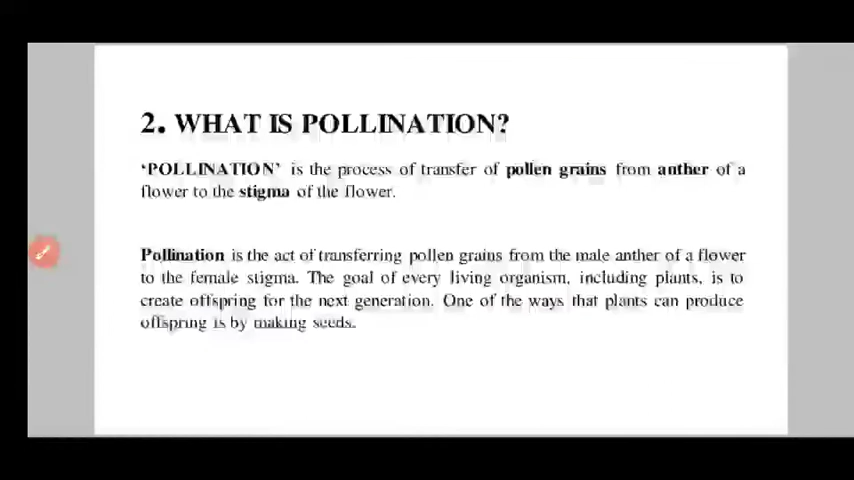 2. WHAT IS POLLINATION?
‘POLLINATION’ is the process of transfer of pollen grains from anther of a
flower to the stigma of the flower.
Pollination is the act of transferring pollen grains from the male anther of a flower
to the female stigma. The goal of every living organism, including plants, is to
create offspring for the next generation. One of the ways that plants can produce
offspring is by making seeds.